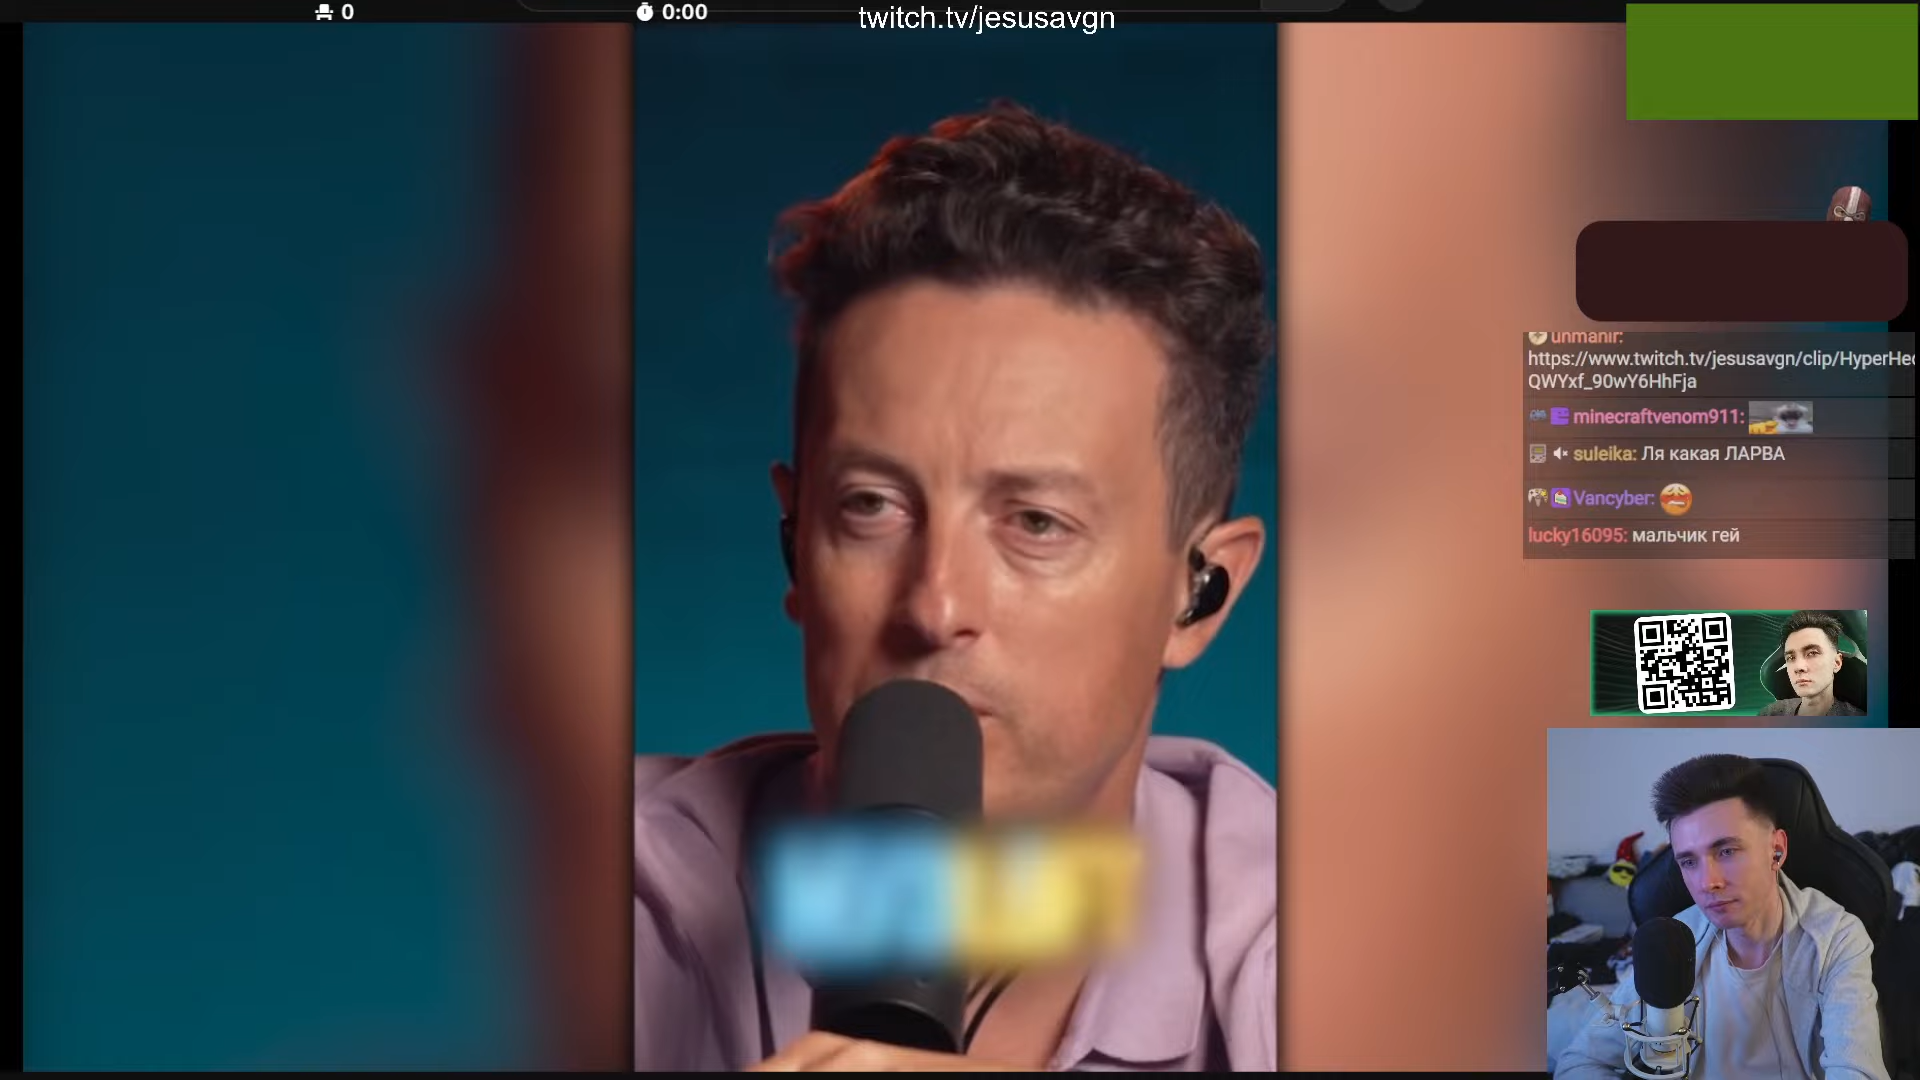 0
0:00
twitch.tv/jesusavgn
unmanir:
https://www.twitch.tv/jesusavgn/clip/HyperHe
QWYxf_90wY6HhFja
minecraftvenom911:
suleika: Ля какая ЛАРВА
Vancyber:
lucky16095: мальчик гей